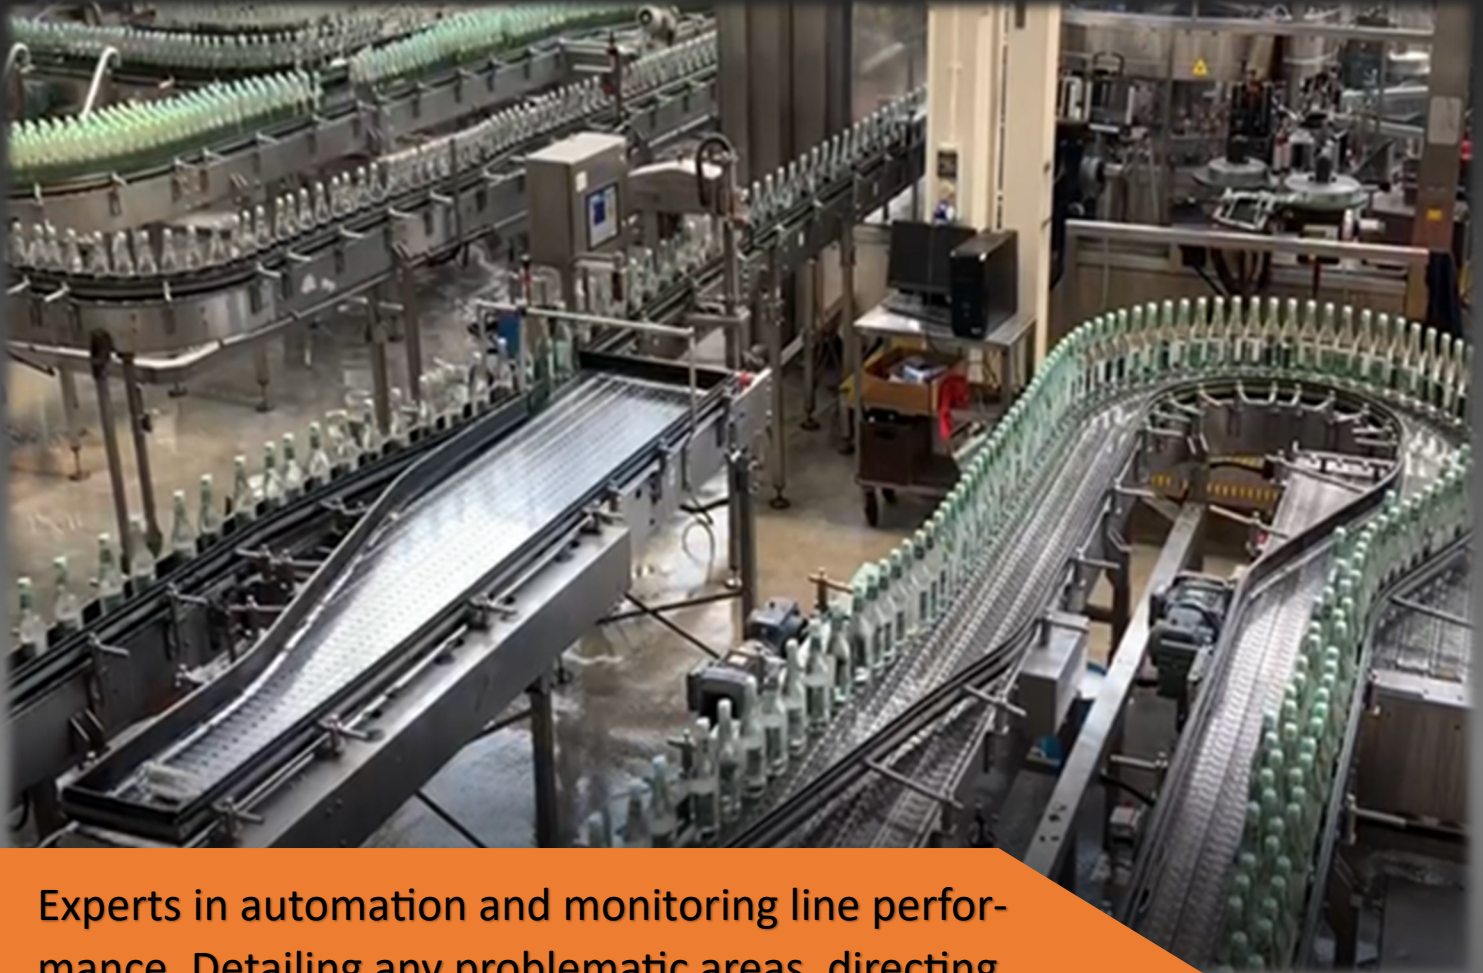 Experts in automation and monitoring line perfor-
mance. Detailing any problematic areas, directing